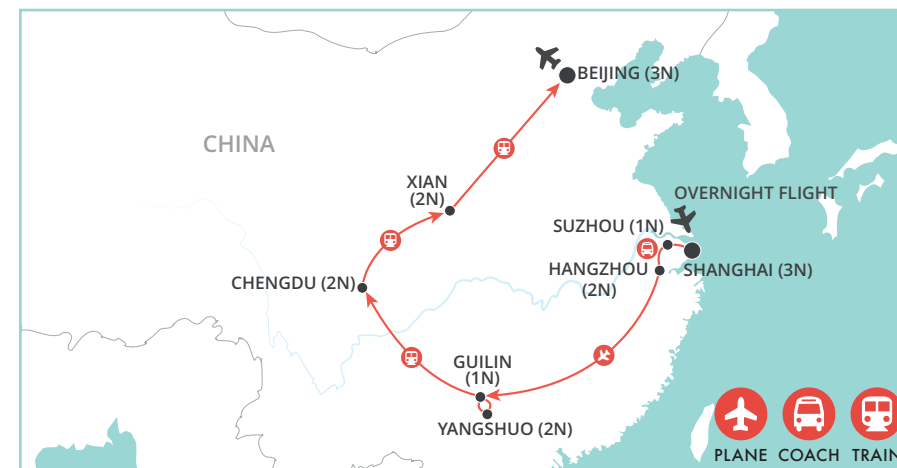 BEIJING (3N)
CHINA
XIAN
(2N)
OVERNIGHT FLIGHT
SUZHOU (1N)
HANGZHOU
(2N)
SHANGHAI (3N)
CHENGDU (2N)
GUILIN
(1N)
YANGSHUO (2N)
PLANE COACH TRAIN